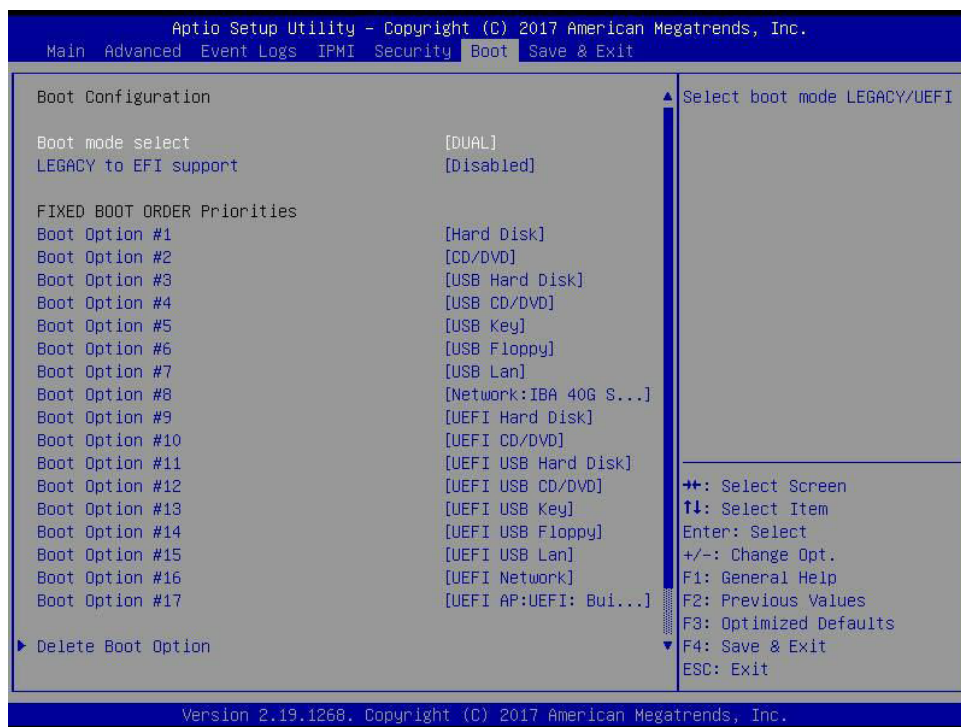 Aptio Setup Utility – Copyright (C) 2017 American Megatrends, Inc.
Main Advanced Event Logs IPMI Security Boot Save & Exit
Boot Configuration
Boot mode select [DUAL]
LEGACY to EFI support [Disabled]
FIXED BOOT ORDER Priorities
Boot Option #1 [Hard Disk]
Boot Option #2 [CD/DVD]
Boot Option #3 [USB Hard Disk]
Boot Option #4 [USB CD/DVD]
Boot Option #5 [USB Key]
Boot Option #6 [USB Floppy]
Boot Option #7 [USB Lan]
Boot Option #8 [Network:IBA 40G S...]
Boot Option #9 [UEFI Hard Disk]
Boot Option #10 [UEFI CD/DVD]
Boot Option #11 [UEFI USB Hard Disk]
Boot Option #12 [UEFI USB CD/DVD]
Boot Option #13 [UEFI USB Key]
Boot Option #14 [UEFI USB Floppy]
Boot Option #15 [UEFI USB Lan]
Boot Option #16 [UEFI Network]
Boot Option #17 [UEFI AP:UEFI: Bui...]
Delete Boot Option
Select boot mode LEGACY/UEFI
→←: Select Screen
↑↓: Select Item
Enter: Select
+/-: Change Opt.
F1: General Help
F2: Previous Values
F3: Optimized Defaults
F4: Save & Exit
ESC: Exit
Version 2.19.1268. Copyright (C) 2017 American Megatrends, Inc.